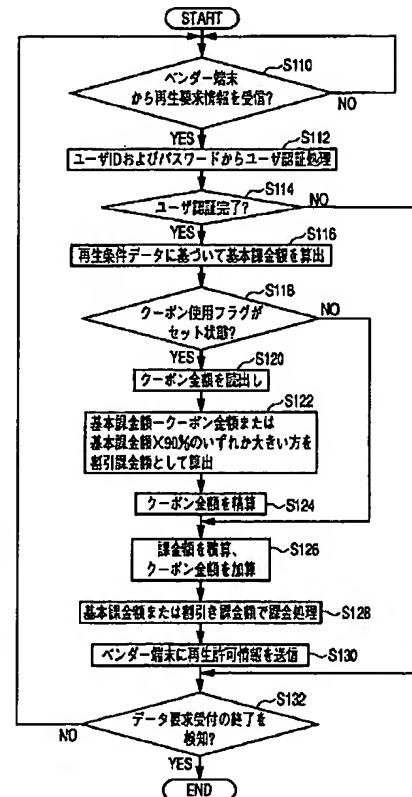 START
S110
ベンダー端末
から再生要求情報を受信?
NO
YES
S112
ユーザIDおよびパスワードからユーザ認証処理
S114
ユーザ認証完了?
NO
YES
S116
再生条件データに基づいて基本課金額を算出
S118
クーポン使用フラグが
セット状態?
NO
YES
S120
クーポン金額を読出し
S122
基本課金額ークーポン金額または
基本課金額×90%のいずれか大きい方を
割引課金額として算出
クーポン金額を精算
S124
課金額を積算、
クーポン金額を加算
S126
基本課金額または割引き課金額で課金処理
S128
ベンダー端末に再生許可情報を送信
S130
S132
データ要求受付の終了を
検知?
NO
YES
END